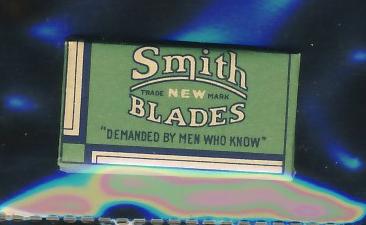 Smith
TRADE NEW MARK
BLADES
"DEMANDED BY MEN WHO KNOW"